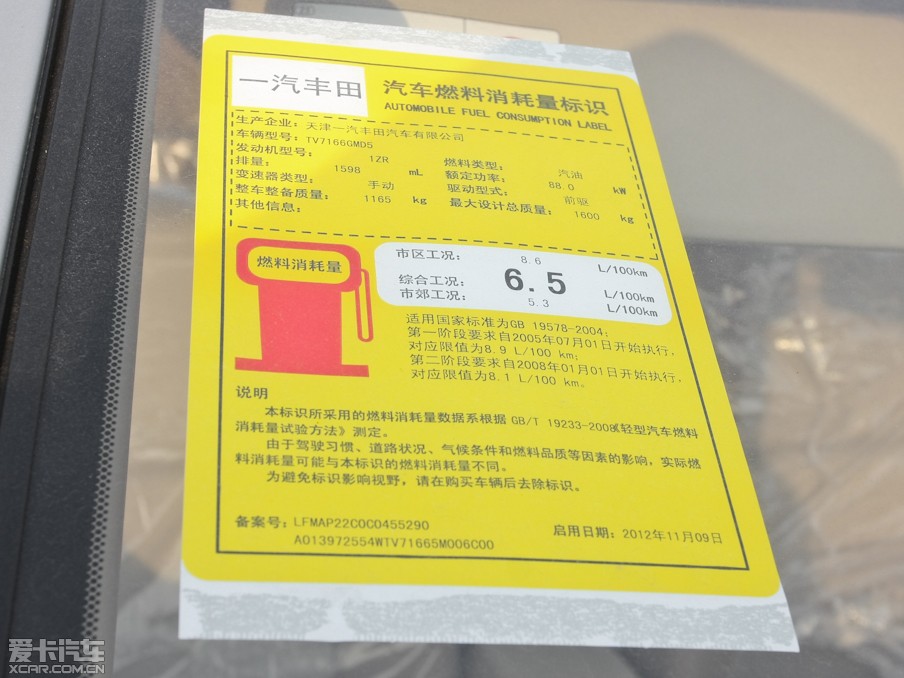 一汽丰田
汽车燃料消耗量标识
AUTOMOBILE FUEL CONSUMPTION LABEL
生产企业：天津一汽丰田汽车有限公司
车辆型号：TV7166GMD5
发动机型号： 1ZR 燃料类型： 汽油
排量： 1598 mL 额定功率： 88.0 kW
变速器类型： 手动 驱动型式： 前驱
整车整备质量： 1165 kg 最大设计总质量： 1600 kg
其他信息：
燃料消耗量
市区工况： 8.6 L/100km
综合工况： 6.5 L/100km
市郊工况： 5.3 L/100km
适用国家标准为GB 19578-2004；
第一阶段要求自2005年07月01日开始执行，
对应限值为8.9 L/100 km；
第二阶段要求自2008年01月01日开始执行，
对应限值为8.1 L/100 km。
说明
本标识所采用的燃料消耗量数据系根据 GB/T 19233-2008《轻型汽车燃料
消耗量试验方法》测定。
由于驾驶习惯、道路状况、气候条件和燃料品质等因素的影响，实际燃
料消耗量可能与本标识的燃料消耗量不同。
为避免标识影响视野，请在购买车辆后去除标识。
备案号：LFMAP22C0C0455290 启用日期：2012年11月09日
A013972554WTV71665M006C00
爱卡汽车
XCAR.COM.CN